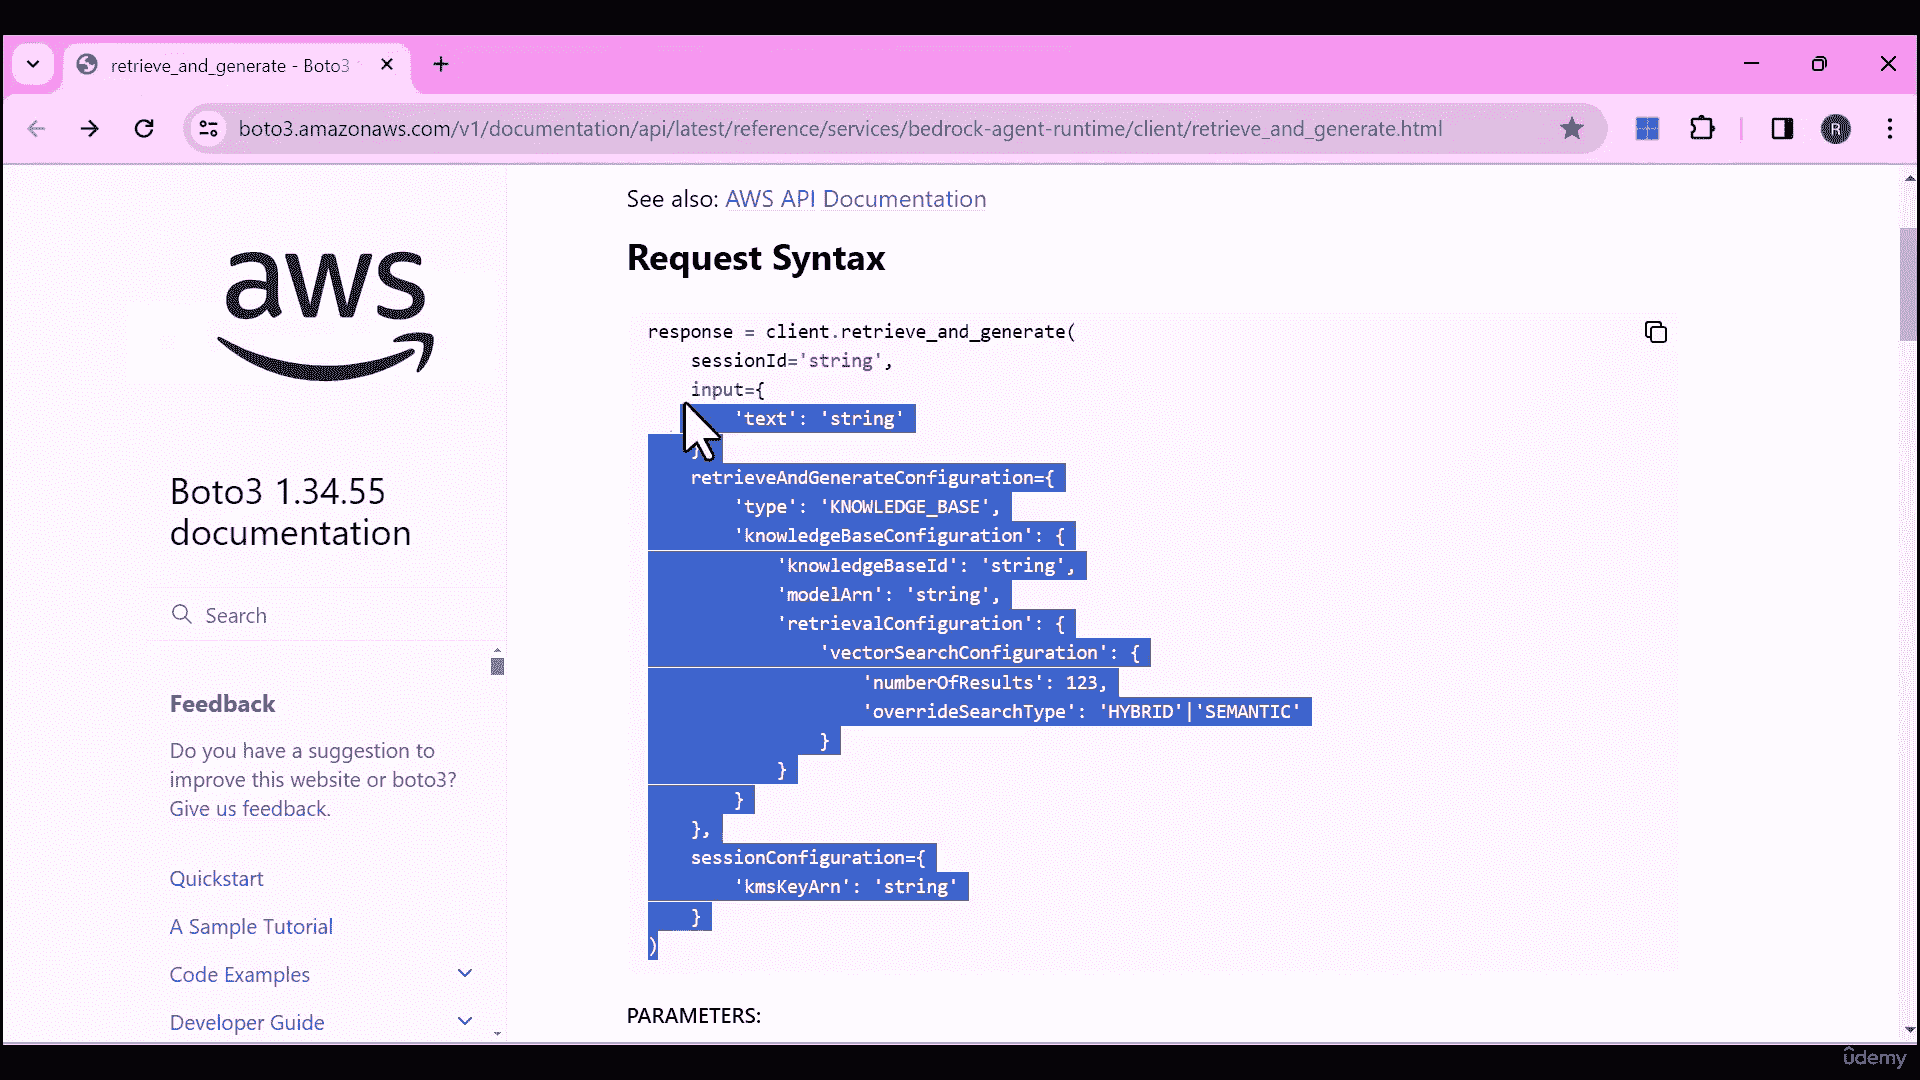 retrieve_and_generate - Boto3
boto3.amazonaws.com/v1/documentation/api/latest/reference/services/bedrock-agent-runtime/client/retrieve_and_generate.html
R
aws
Boto3 1.34.55
documentation
Search
Feedback
Do you have a suggestion to
improve this website or boto3?
Give us feedback.
Quickstart
A Sample Tutorial
Code Examples
Developer Guide
See also: AWS API Documentation
Request Syntax
response = client.retrieve_and_generate(
    sessionId='string',
    input={
        'text': 'string'
    }
    retrieveAndGenerateConfiguration={
        'type': 'KNOWLEDGE_BASE',
        'knowledgeBaseConfiguration': {
            'knowledgeBaseId': 'string',
            'modelArn': 'string',
            'retrievalConfiguration': {
                'vectorSearchConfiguration': {
                    'numberOfResults': 123,
                    'overrideSearchType': 'HYBRID'|'SEMANTIC'
                }
            }
        }
    },
    sessionConfiguration={
        'kmsKeyArn': 'string'
    }
)
PARAMETERS:
ûdemy